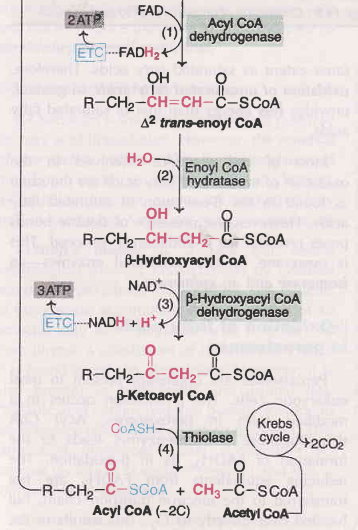 FAD
2ATP
(1)
Acyl CoA
dehydrogenase
ETC FADH₂
OH O
R–CH₂–CH=CH–C–SCoA
Δ² trans-enoyl CoA
H₂O
(2)
Enoyl CoA
hydratase
OH O
R–CH₂–CH–CH₂–C–SCoA
β-Hydroxyacyl CoA
NAD⁺
3ATP
(3)
β-Hydroxyacyl CoA
dehydrogenase
ETC NADH + H⁺
O O
R–CH₂–C–CH₂–C–SCoA
β-Ketoacyl CoA
CoASH
Thiolase
(4)
Krebs
cycle
2CO₂
O O
R–CH₂–C–SCoA + CH₃–C–SCoA
Acyl CoA (–2C) Acetyl CoA